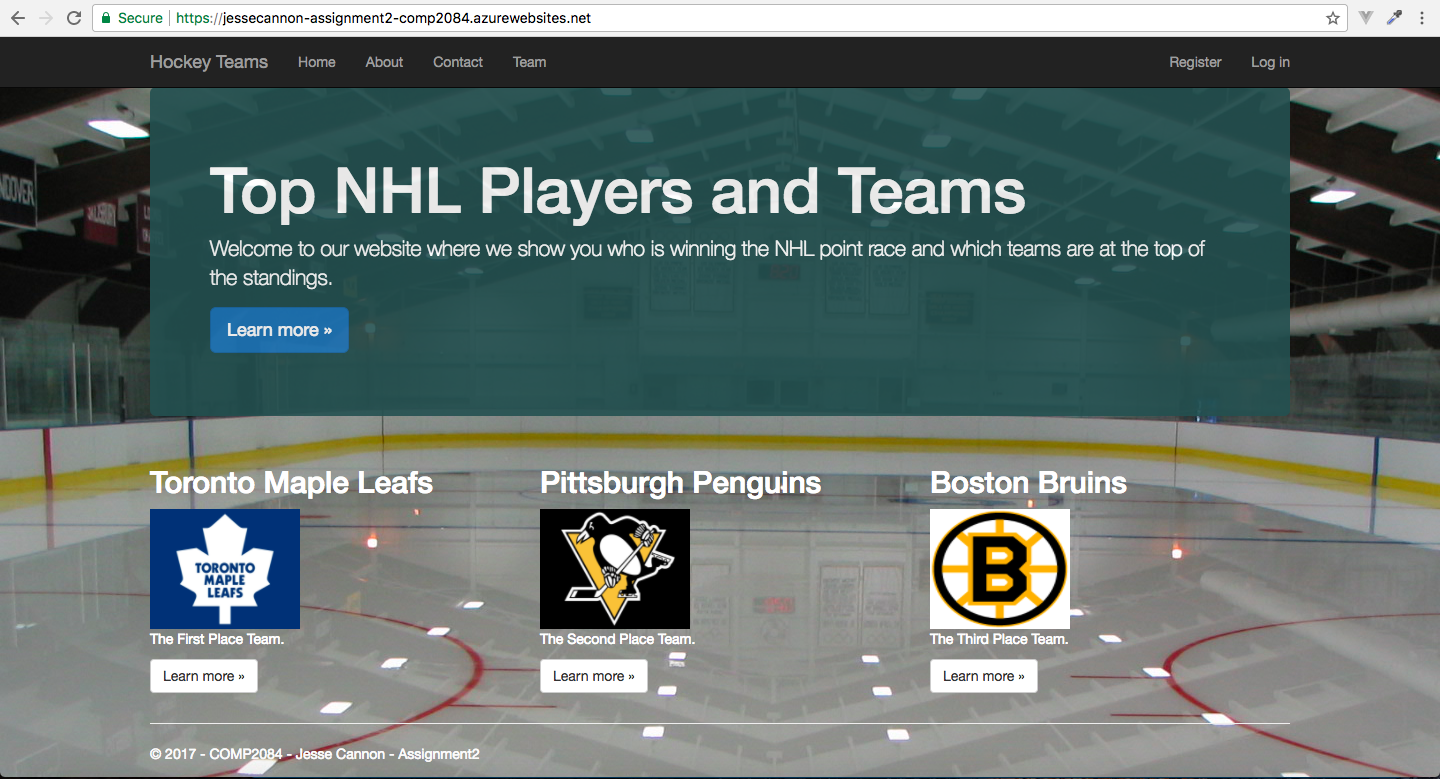 Secure https://jessecannon-assignment2-comp2084.azurewebsites.net
Hockey Teams Home About Contact Team Register Log in
Top NHL Players and Teams
Welcome to our website where we show you who is winning the NHL point race and which teams are at the top of
the standings.
Learn more »
Toronto Maple Leafs
TORONTO
MAPLE
LEAFS
The First Place Team.
Learn more »
Pittsburgh Penguins
The Second Place Team.
Learn more »
Boston Bruins
B
The Third Place Team.
Learn more »
© 2017 - COMP2084 - Jesse Cannon - Assignment2